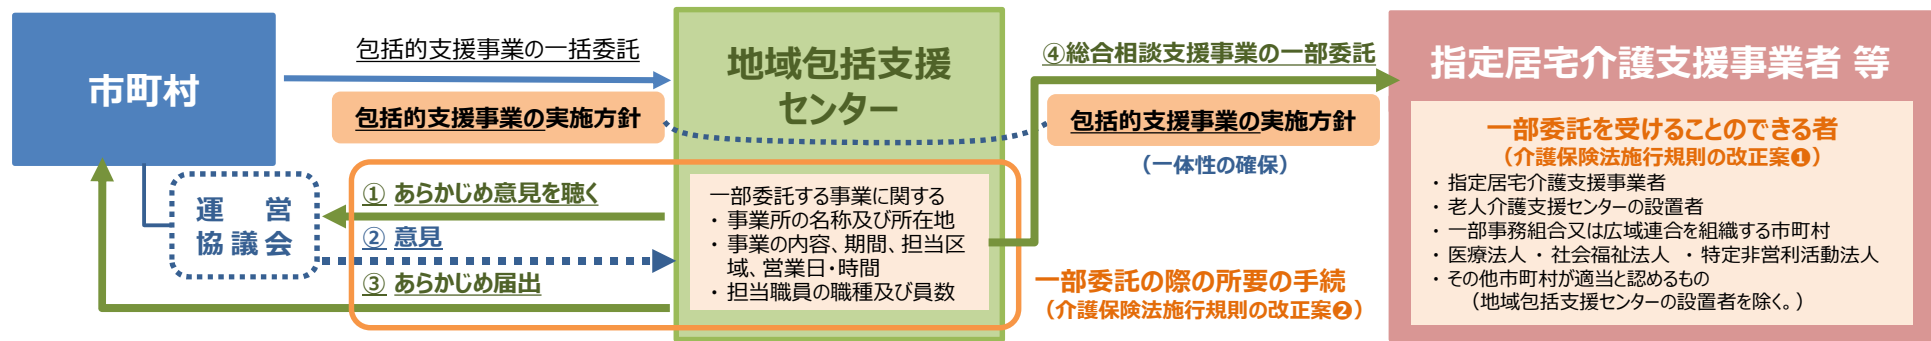 市町村
包括的支援事業の一括委託
包括的支援事業の実施方針
運　営
協議会
① あらかじめ意見を聴く
② 意見
③ あらかじめ届出
地域包括支援
センター
一部委託する事業に関する
・ 事業所の名称及び所在地
・ 事業の内容、期間、担当区
域、営業日・時間
・ 担当職員の職種及び員数
④総合相談支援事業の一部委託
包括的支援事業の実施方針
（一体性の確保）
一部委託の際の所要の手続
（介護保険法施行規則の改正案❷）
指定居宅介護支援事業者 等
一部委託を受けることのできる者
（介護保険法施行規則の改正案❶）
・ 指定居宅介護支援事業者
・ 老人介護支援センターの設置者
・ 一部事務組合又は広域連合を組織する市町村
・ 医療法人 ・ 社会福祉法人 ・ 特定非営利活動法人
・ その他市町村が適当と認めるもの
（地域包括支援センターの設置者を除く。）